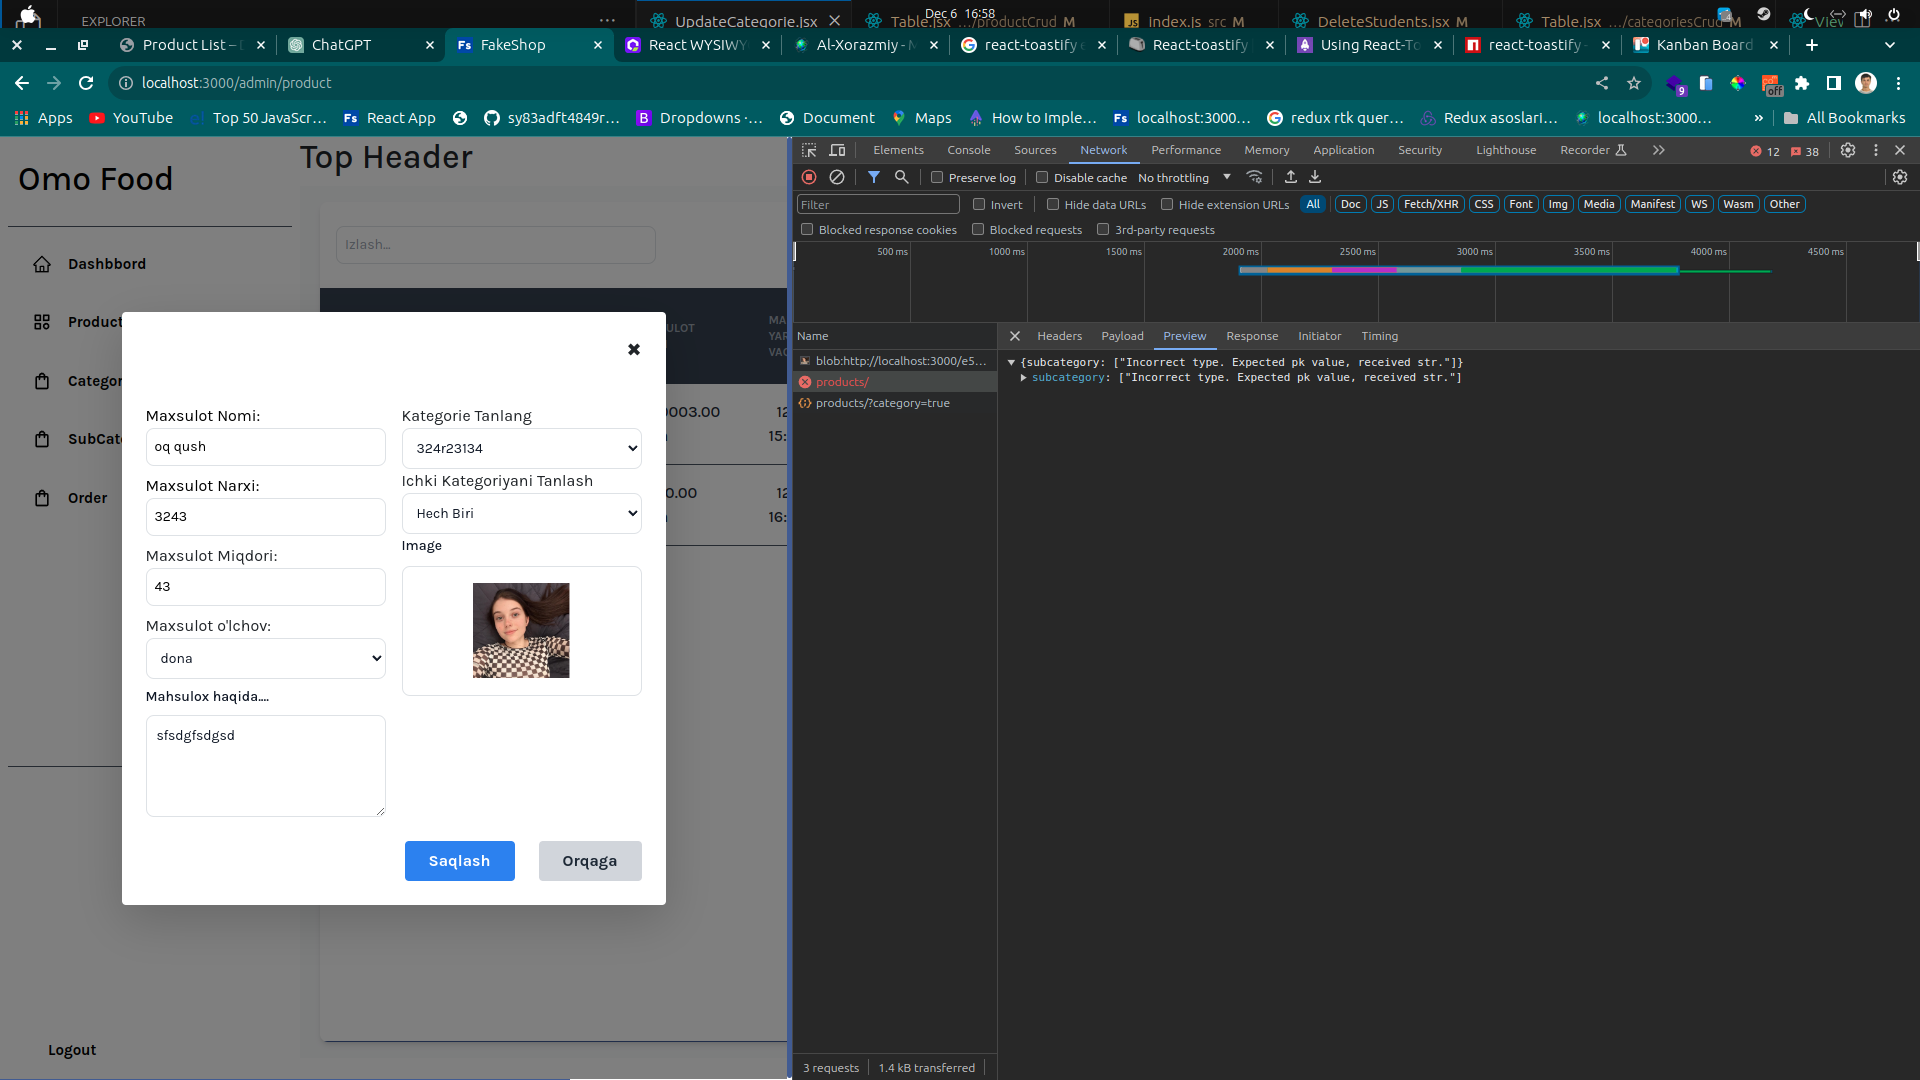 EXPLORER ...
UpdateCategorie.jsx
Table.jsx .../productCrud M
Dec 6 16:58
index.js src M
DeleteStudents.jsx M
Table.jsx .../categoriesCrud M
Product List –
ChatGPT
FakeShop
React WYSIWY
Al-Xorazmiy -
react-toastify
React-toastify
Using React-To
react-toastify -
Kanban Board
localhost:3000/admin/product
9
off
Apps
YouTube
Top 50 JavaScr...
React App
sy83adft4849r...
Dropdowns ·...
Document
Maps
How to Imple...
localhost:3000...
redux rtk quer...
Redux asoslari...
localhost:3000...
» All Bookmarks
Omo Food
Dashbbord
Product
Categor
SubCate
Order
Logout
Top Header
Izlash...
ULOT
MA
YAR
VAC
0003.00
12
15:
0.00
12
16:
✖
Maxsulot Nomi:
oq qush
Maxsulot Narxi:
3243
Maxsulot Miqdori:
43
Maxsulot o'lchov:
dona
Mahsulox haqida....
sfsdgfsdgsd
Kategorie Tanlang
324r23134
Ichki Kategoriyani Tanlash
Hech Biri
Image
Saqlash
Orqaga
Elements Console Sources Network Performance Memory Application Security Lighthouse Recorder 12 38
Preserve log Disable cache No throttling
Filter Invert Hide data URLs Hide extension URLs All Doc JS Fetch/XHR CSS Font Img Media Manifest WS Wasm Other
Blocked response cookies Blocked requests 3rd-party requests
500 ms 1000 ms 1500 ms 2000 ms 2500 ms 3000 ms 3500 ms 4000 ms 4500 ms
Name
blob:http://localhost:3000/e5...
products/
products/?category=true
Headers Payload Preview Response Initiator Timing
{subcategory: ["Incorrect type. Expected pk value, received str."]}
subcategory: ["Incorrect type. Expected pk value, received str."]
3 requests 1.4 kB transferred